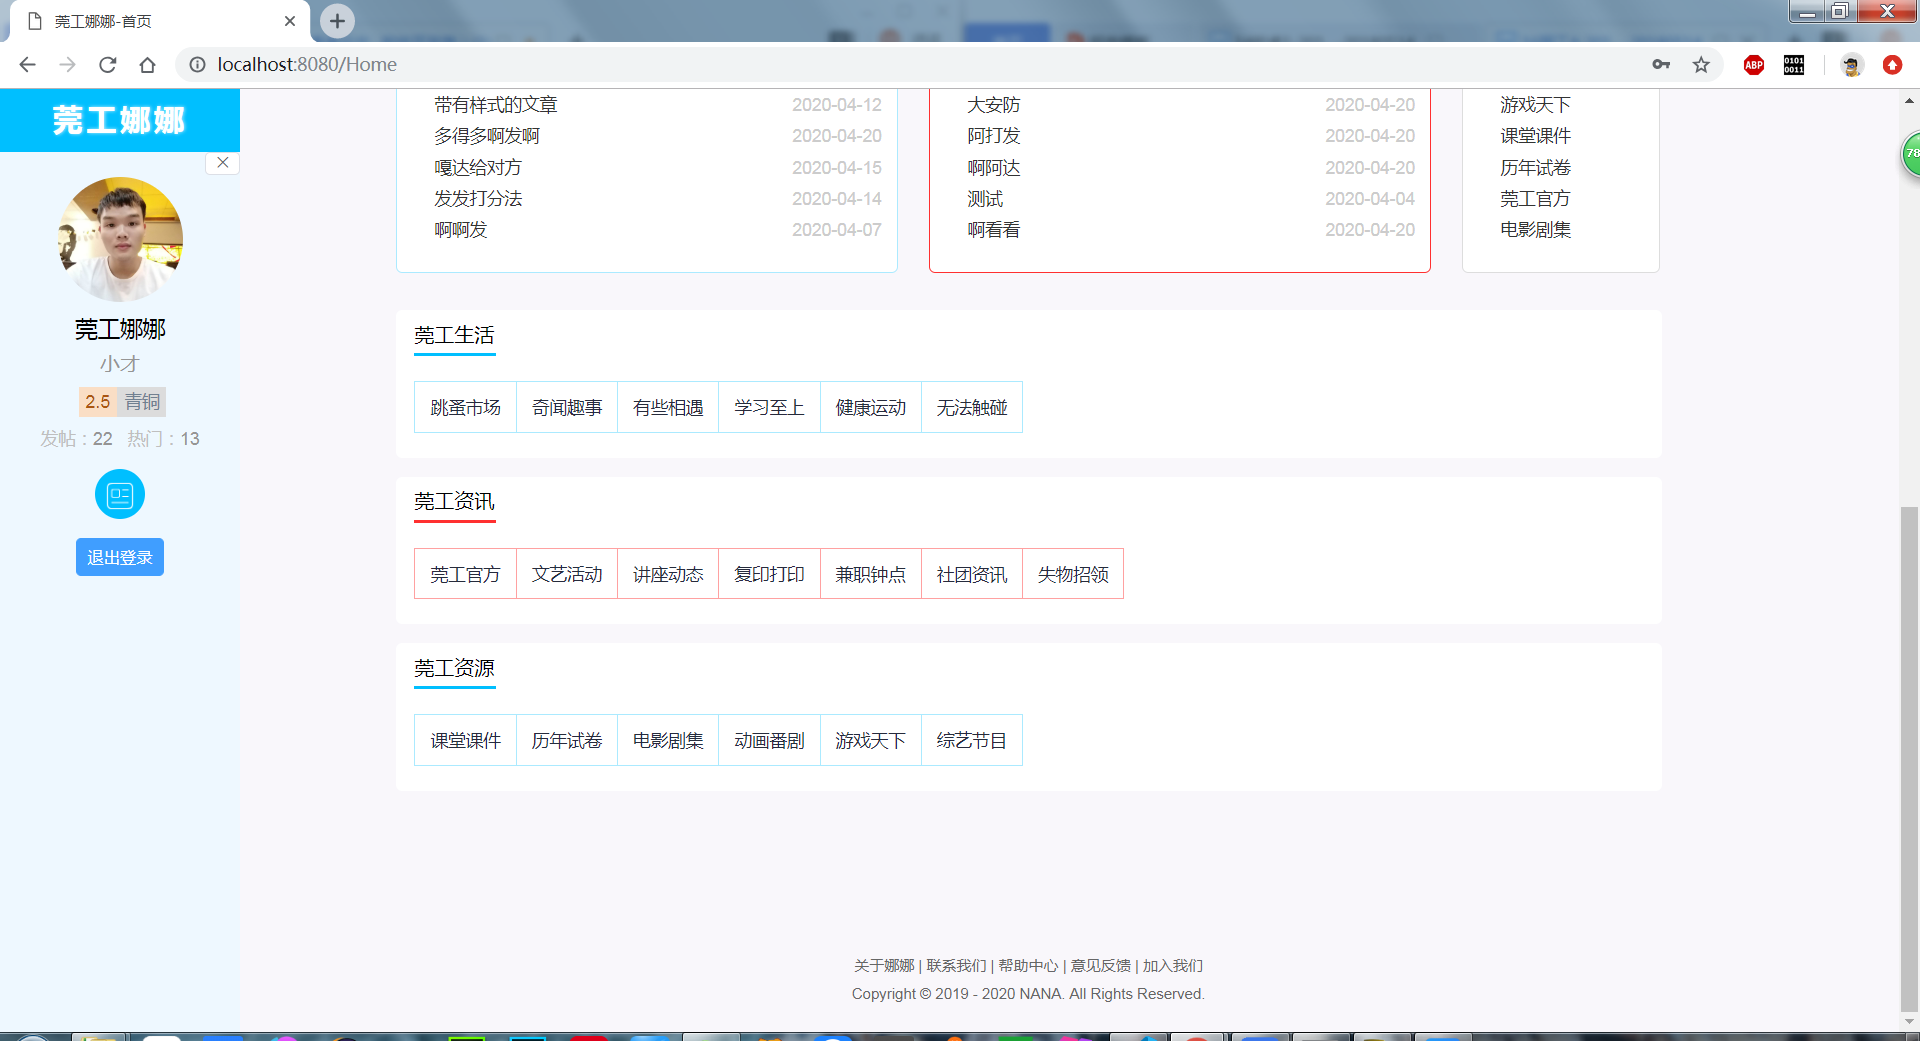 莞工娜娜-首页
localhost:8080/Home
ABP
0101
0011
莞工娜娜
莞工娜娜
小才
2.5 青铜
发帖：22 热门：13
退出登录
带有样式的文章 2020-04-12
多得多啊发啊 2020-04-20
嘎达给对方 2020-04-15
发发打分法 2020-04-14
啊啊发 2020-04-07
大安防 2020-04-20
阿打发 2020-04-20
啊阿达 2020-04-20
测试 2020-04-04
啊看看 2020-04-20
游戏天下
课堂课件
历年试卷
莞工官方
电影剧集
78
莞工生活
跳蚤市场 奇闻趣事 有些相遇 学习至上 健康运动 无法触碰
莞工资讯
莞工官方 文艺活动 讲座动态 复印打印 兼职钟点 社团资讯 失物招领
莞工资源
课堂课件 历年试卷 电影剧集 动画番剧 游戏天下 综艺节目
关于娜娜 | 联系我们 | 帮助中心 | 意见反馈 | 加入我们
Copyright © 2019 - 2020 NANA. All Rights Reserved.